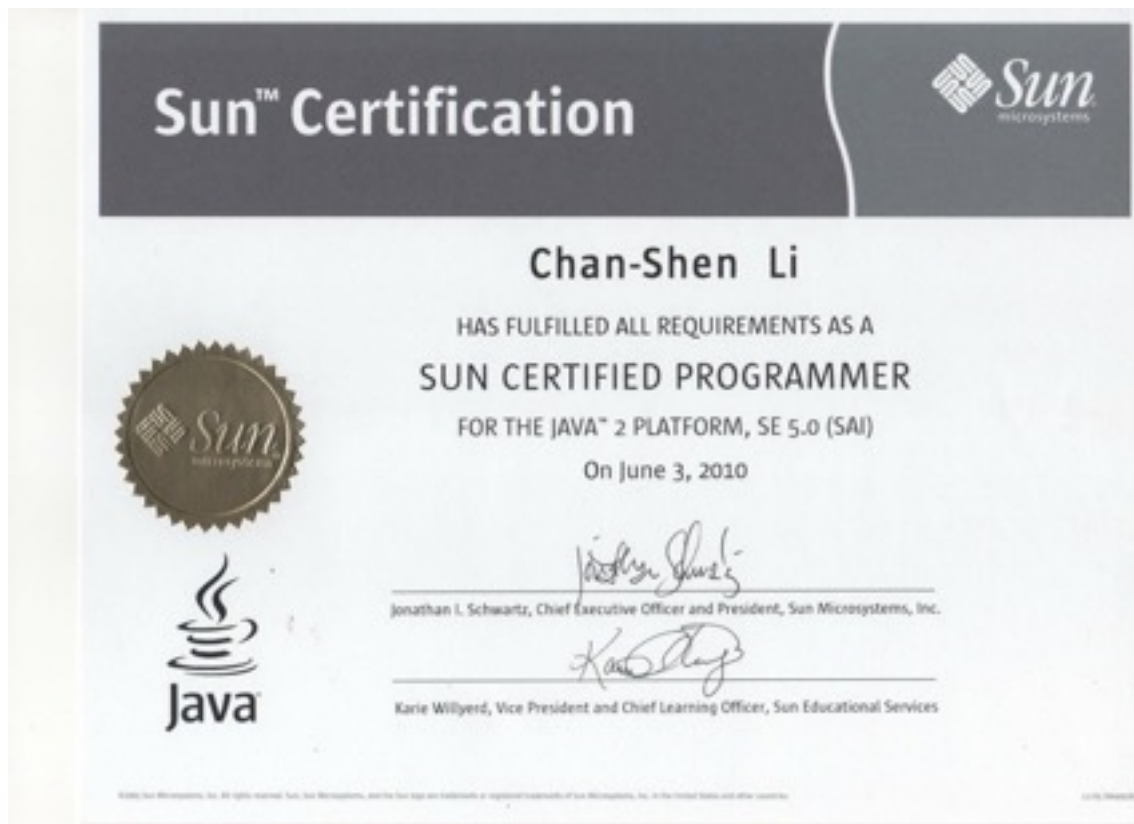 Sun™ Certification
Sun
microsystems
Chan-Shen Li
HAS FULFILLED ALL REQUIREMENTS AS A
SUN CERTIFIED PROGRAMMER
FOR THE JAVA™ 2 PLATFORM, SE 5.0 (SAI)
On June 3, 2010
Sun
microsystems
Jonathan I. Schwartz, Chief Executive Officer and President, Sun Microsystems, Inc.
Karie Willyerd, Vice President and Chief Learning Officer, Sun Educational Services
Java